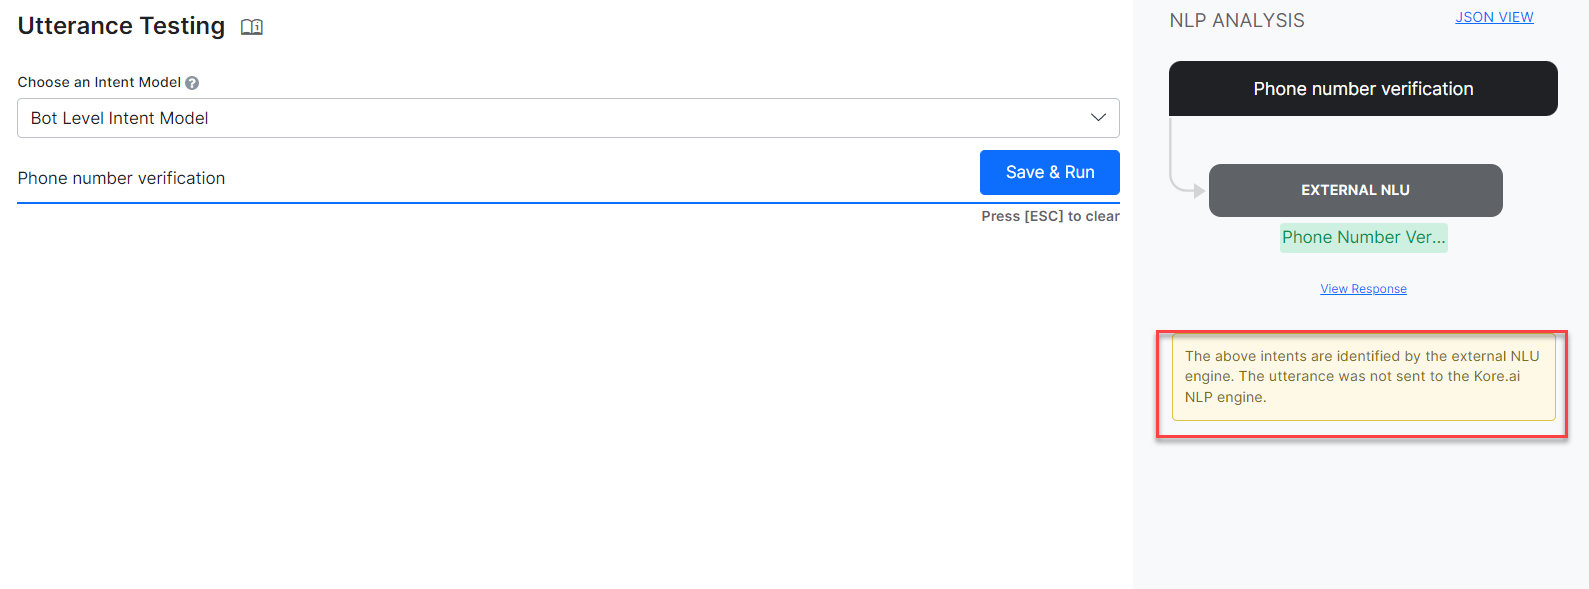 Utterance Testing
Choose an Intent Model
Bot Level Intent Model
Phone number verification
Save & Run
Press [ESC] to clear
NLP ANALYSIS
JSON VIEW
Phone number verification
EXTERNAL NLU
Phone Number Ver...
View Response
The above intents are identified by the external NLU
engine. The utterance was not sent to the Kore.ai
NLP engine.